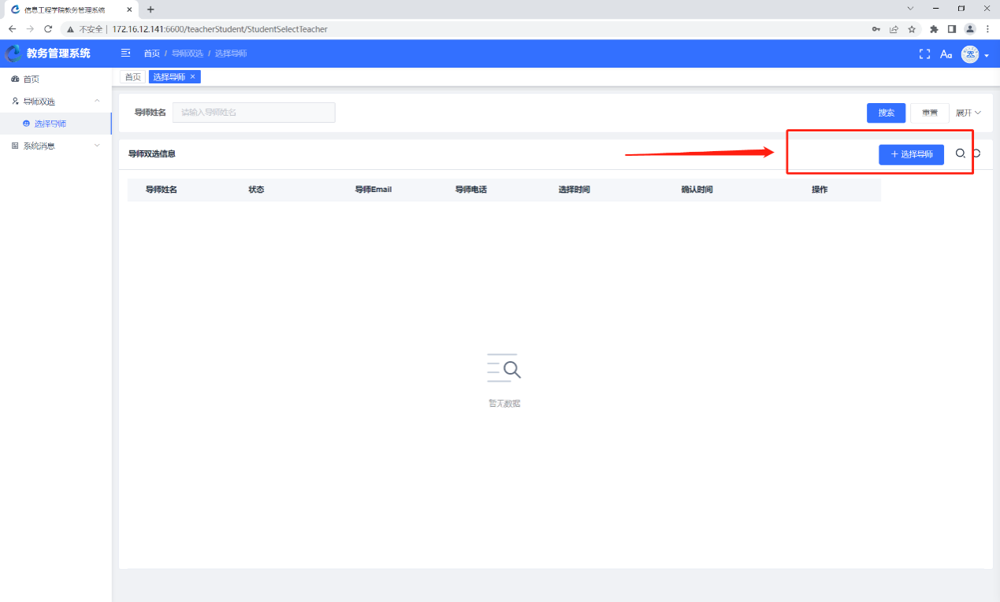 信息工程学院教务管理系统
不安全 | 172.16.12.141:6600/teacherStudent/StudentSelectTeacher
教务管理系统 首页 / 导师双选 / 选择导师 Aa
首页
导师双选
选择导师
系统消息
首页 选择导师 ×
导师姓名 请输入导师姓名 搜索 重置 展开
导师双选信息 + 选择导师
导师姓名 状态 导师Email 导师电话 选择时间 确认时间 操作
暂无数据